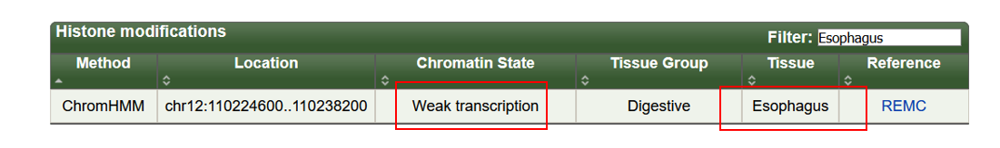 Histone modifications
Filter: Esophagus
Method Location Chromatin State Tissue Group Tissue Reference
ChromHMM chr12:110224600..110238200 Weak transcription Digestive Esophagus REMC